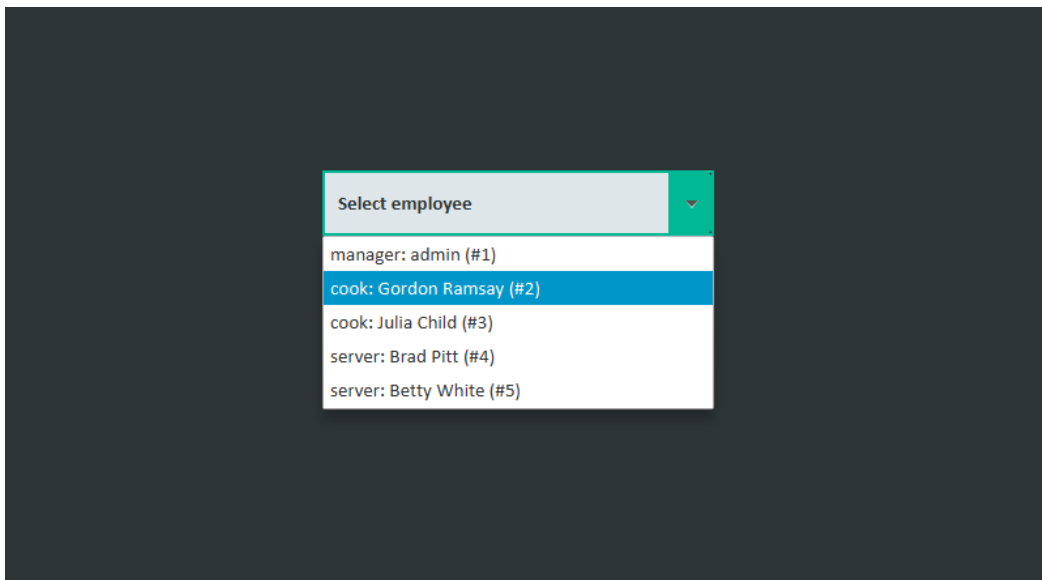 Select employee
manager: admin (#1)
cook: Gordon Ramsay (#2)
cook: Julia Child (#3)
server: Brad Pitt (#4)
server: Betty White (#5)